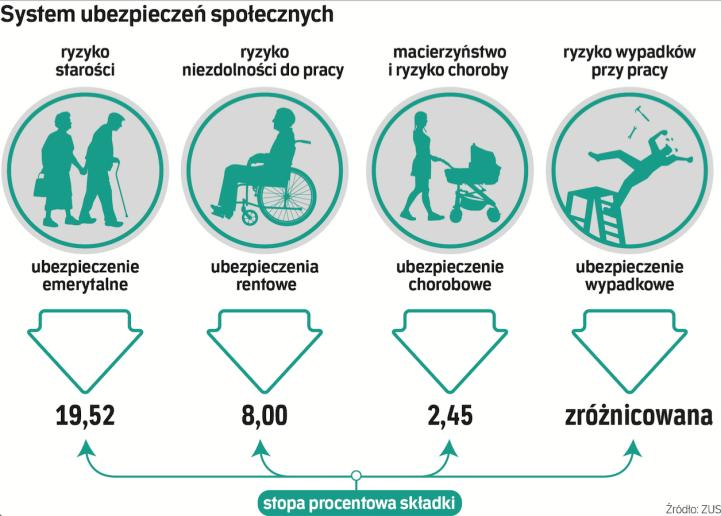 System ubezpieczeń społecznych
ryzyko
starości
ryzyko
niezdolności do pracy
macierzyństwo
i ryzyko choroby
ryzyko wypadków
przy pracy
ubezpieczenie
emerytalne
ubezpieczenia
rentowe
ubezpieczenie
chorobowe
ubezpieczenie
wypadkowe
19,52
8,00
2,45
zróżnicowana
stopa procentowa składki
Źródło: ZUS